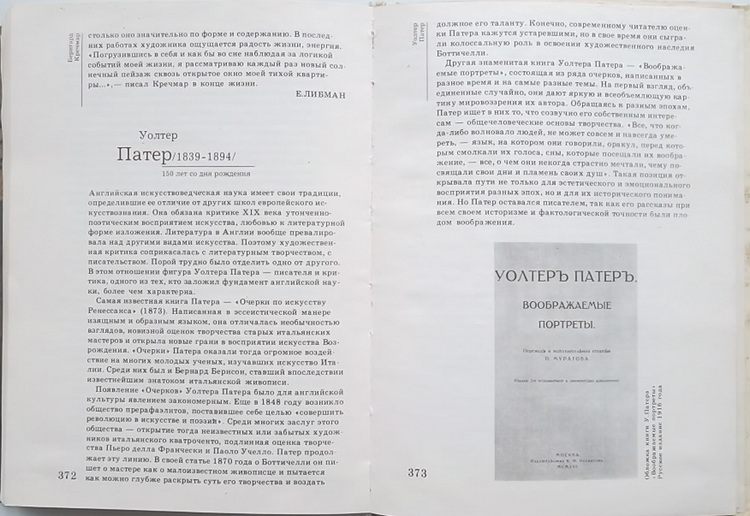 Бернгард
Кречмар
столько оно значительно по форме и содержанию. В послед-
них работах художника ощущается радость жизни, энергия.
«Погрузившись в себя и как бы во сне наблюдая за логикой
событий моей жизни, я рассматриваю каждый раз новый сол-
нечный пейзаж сквозь открытое окно моей тихой кварти-
ры...»,— писал Кречмар в конце жизни.
Е.ЛИБМАН
Уолтер
Патер/1839-1894/
150 лет со дня рождения
Английская искусствоведческая наука имеет свои традиции,
определившие ее отличие от других школ европейского ис-
кусствознания. Она обязана критике XIX века утонченно-
поэтическим восприятием искусства, любовью к литературной
форме изложения. Литература в Англии вообще превалиро-
вала над другими видами искусства. Поэтому художествен-
ная критика соприкасалась с литературным творчеством, с
писательством. Порой трудно было отделить одно от другого.
В этом отношении фигура Уолтера Патера — писателя и кри-
тика, одного из тех, кто заложил фундамент английской нау-
ки, более чем характерна.
Самая известная книга Патера — «Очерки по искусству
Ренессанса» (1873). Написанная в эссеистической манере
изящным и образным языком, она отличалась необычностью
взглядов, новизной оценок творчества старых итальянских
мастеров и открыла новые грани в восприятии искусства Воз-
рождения. «Очерки» Патера оказали тогда огромное воздей-
ствие на многих молодых ученых, изучавших искусство Ита-
лии. Среди них был и Бернард Бернсон, ставший впоследствии
известнейшим знатоком итальянской живописи.
Появление «Очерков» Уолтера Патера было для английской
культуры явлением закономерным. Еще в 1848 году возникло
общество прерафаэлитов, поставившее себе целью «совершить
революцию в искусстве и поэзии». Среди многих заслуг этого
общества — открытие тогда неизвестных или забытых худож-
ников итальянского кватроченто, подлинная оценка творче-
ства Пьеро делла Франчески и Паоло Учелло. Патер продол-
жает эту линию. В своей статье 1870 года о Боттичелли он пи-
шет о мастере как о малоизвестном живописце и пытается
как можно глубже раскрыть суть его творчества и воздать
372
Уолтер
Патер
должное его таланту. Конечно, современному читателю оцен-
ки Патера кажутся устаревшими, но в свое время они сыгра-
ли колоссальную роль в освоении художественного наследия
Боттичелли.
Другая знаменитая книга Уолтера Патера — «Вообража-
емые портреты», состоящая из ряда очерков, написанных в
разное время и на самые разные темы. На первый взгляд, объ-
единенные случайно, они дают яркую и всеобъемлющую кар-
тину мировоззрения их автора. Обращаясь к разным эпохам,
Патер ищет в них то, что созвучно его собственным интере-
сам — общечеловеческие основы творчества. «Все, что ког-
да-либо волновало людей, не может совсем и навсегда уме-
реть, — язык, на котором они говорили, оракул, перед кото-
рым смолкали их голоса, сны, которые посещали их вообра-
жение, — все, о чем они некогда страстно мечтали, чему по-
свящали свои дни и пламень своих душ». Такая позиция от-
крывала пути не только для эстетического и эмоционального
восприятия разных эпох, но и для их исторического понима-
ния. Но Патер оставался писателем, так как его рассказы при
всем своем историзме и фактологической точности были пло-
дом воображения.
УОЛТЕРЪ ПАТЕРЪ.
ВООБРАЖАЕМЫЕ
ПОРТРЕТЫ.
П. МУРАТОВА
МОСКВА
Обложка книги У.Патера
«Воображаемые портреты»
Русское издание 1916 года
373